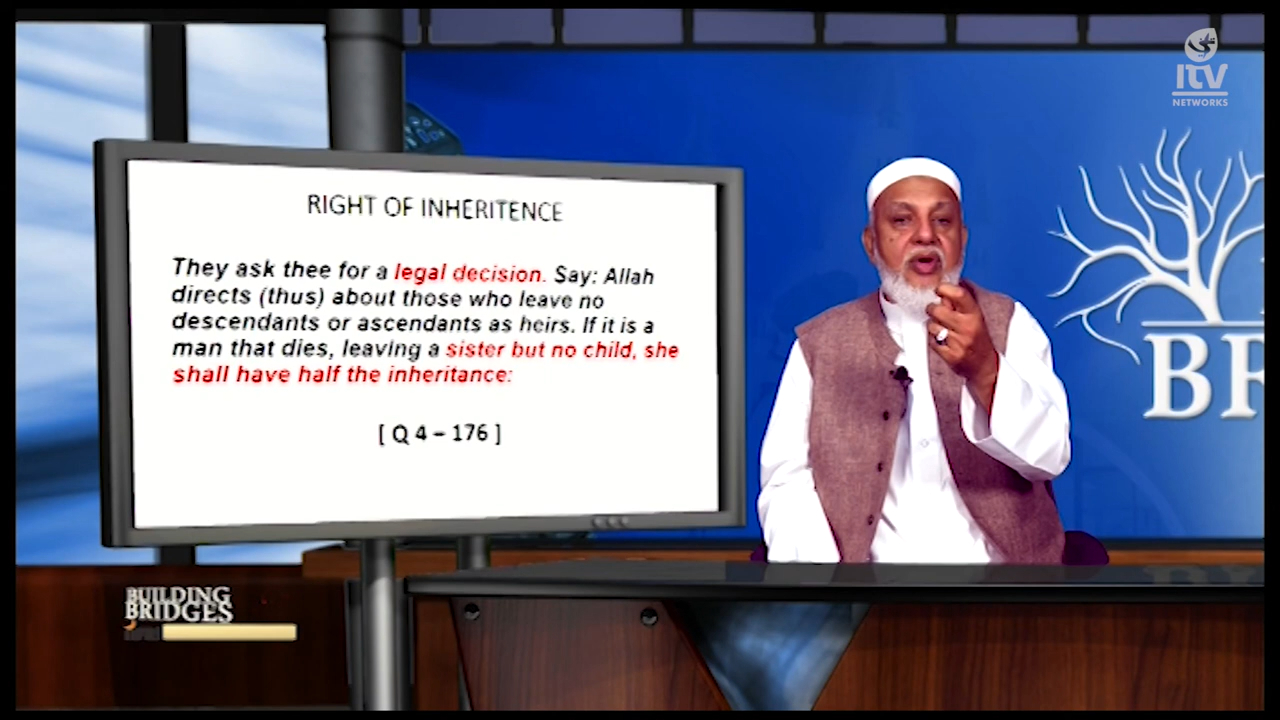 ITV
NETWORKS
RIGHT OF INHERITENCE
They ask thee for a legal decision. Say: Allah
directs (thus) about those who leave no
descendants or ascendants as heirs. If it is a
man that dies, leaving a sister but no child, she
shall have half the inheritance:
[ Q 4 – 176 ]
BR
BUILDING
BRIDGES